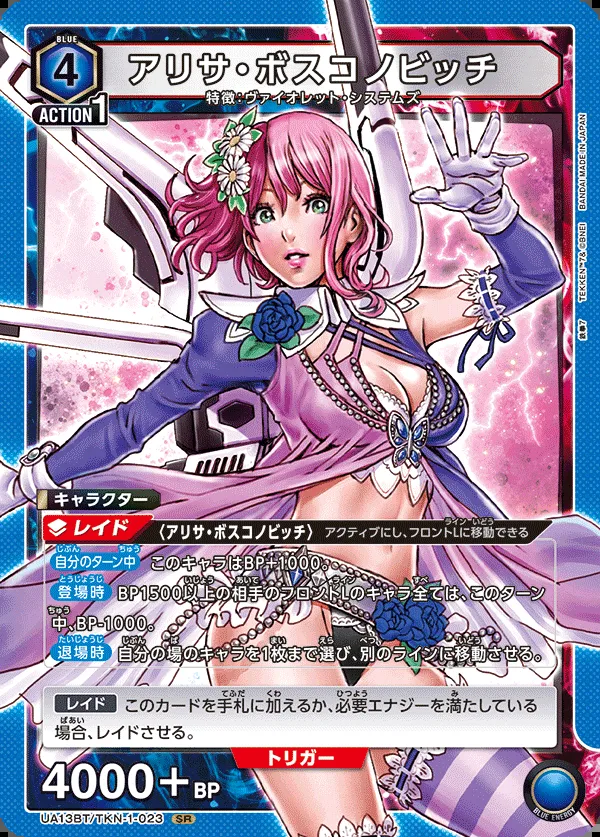 BLUE
4
ACTION 1
アリサ・ボスコノビッチ
特徴:ヴァイオレット・システムズ
鉄拳7 TEKKEN™7& ©BNEI BANDAI MADE IN JAPAN
キャラクター
レイド 〈アリサ・ボスコノビッチ〉 アクティブにし、フロントLに移動できる
自分のターン中 このキャラはBP+1000。
登場時 BP1500以上の相手のフロントLのキャラ全ては、このターン
中、BP-1000。
退場時 自分の場のキャラを1枚まで選び、別のラインに移動させる。
レイド このカードを手札に加えるか、必要エナジーを満たしている
場合、レイドさせる。
トリガー
4000+BP
BLUE ENERGY
UA13BT/TKN-1-023 SR